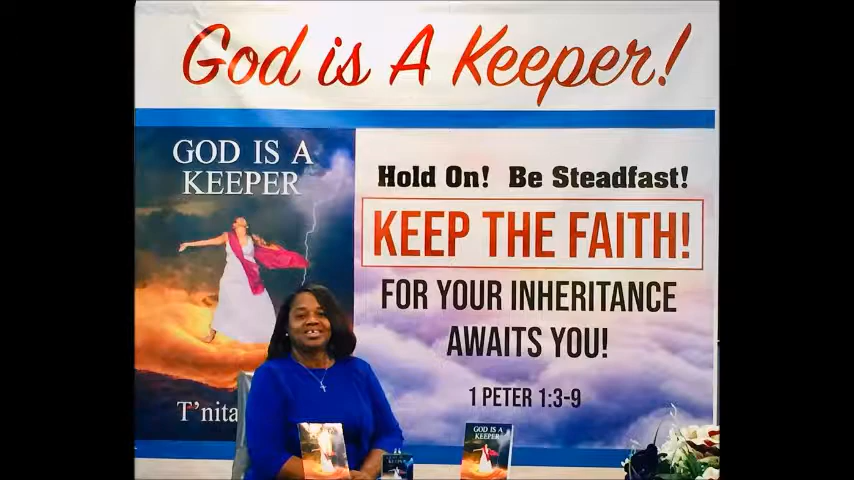 God is A Keeper!
GOD IS A
KEEPER
Hold On! Be Steadfast!
KEEP THE FAITH!
FOR YOUR INHERITANCE
AWAITS YOU!
1 PETER 1:3-9
T'nita
GOD IS A
KEEPER